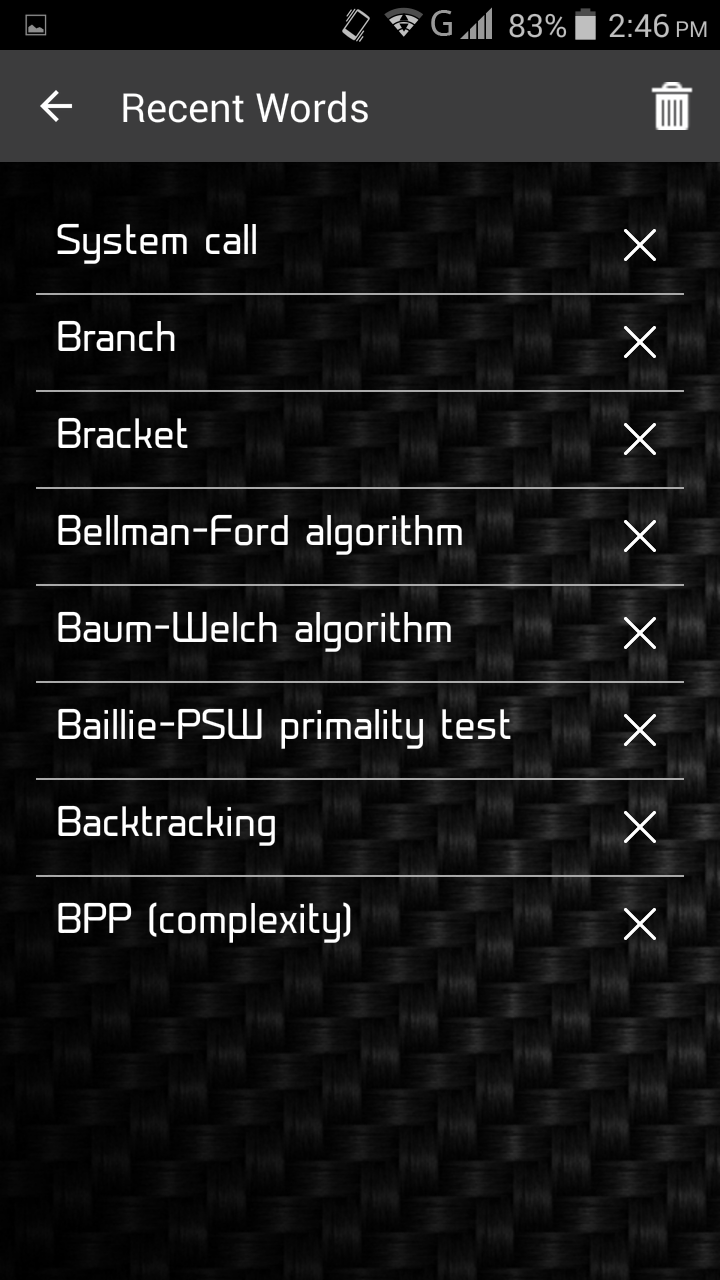 G 83% 2:46 PM
Recent Words
System call
Branch
Bracket
Bellman-Ford algorithm
Baum-Welch algorithm
Baillie-PSW primality test
Backtracking
BPP (complexity)